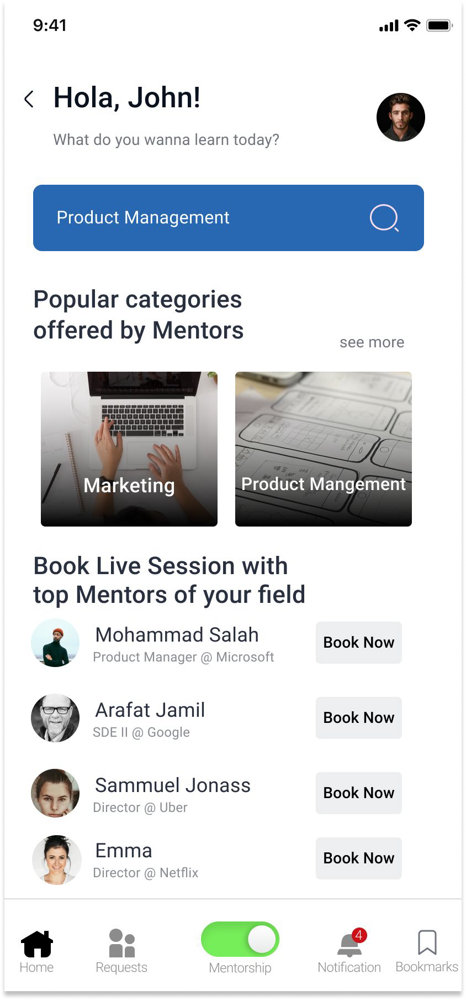 9:41
Hola, John!
What do you wanna learn today?
Product Management
Popular categories
offered by Mentors
see more
Marketing
Product Mangement
Book Live Session with
top Mentors of your field
Mohammad Salah
Product Manager @ Microsoft
Book Now
Arafat Jamil
SDE II @ Google
Book Now
Sammuel Jonass
Director @ Uber
Book Now
Emma
Director @ Netflix
Book Now
4
Home
Requests
Mentorship
Notification
Bookmarks